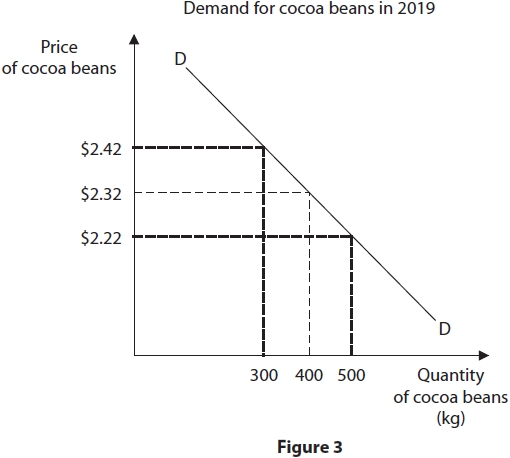 Demand for cocoa beans in 2019
Price
of cocoa beans
D
$2.42
$2.32
$2.22
D
300 400 500
Quantity
of cocoa beans
(kg)
Figure 3